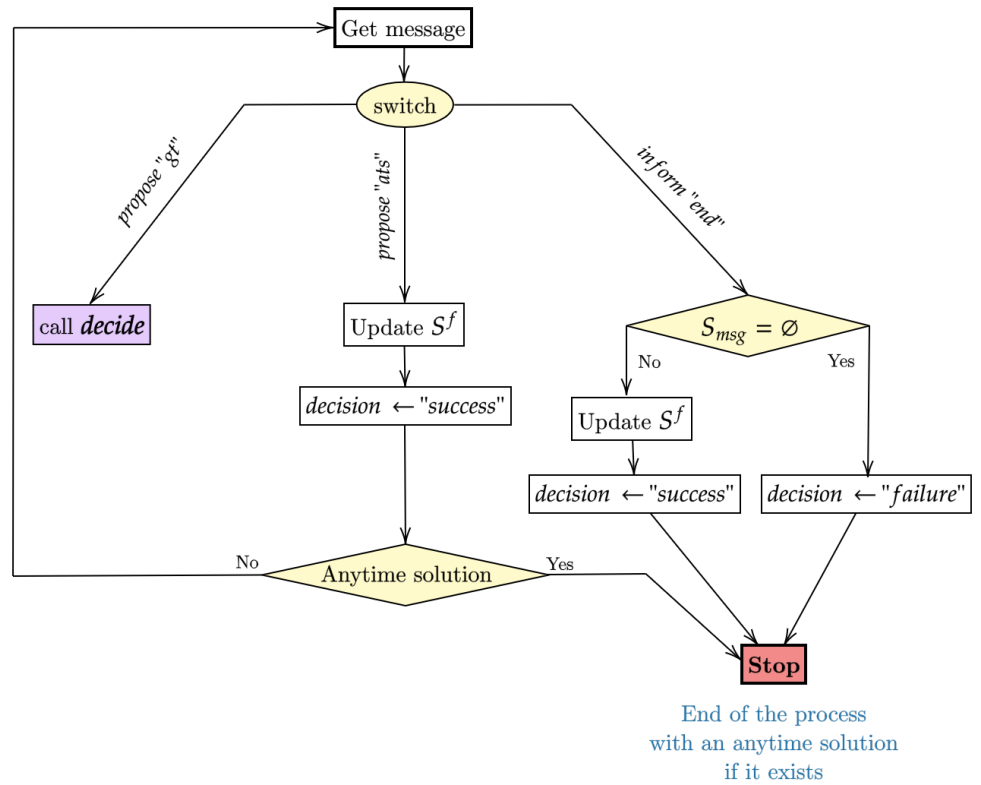 Get message
switch
propose "gt"
propose "ats"
inform "end"
call decide
Update S^f
S_msg = ∅
No
Yes
decision ← "success"
Update S^f
decision ← "success"
decision ← "failure"
No
Anytime solution
Yes
Stop
End of the process
with an anytime solution
if it exists